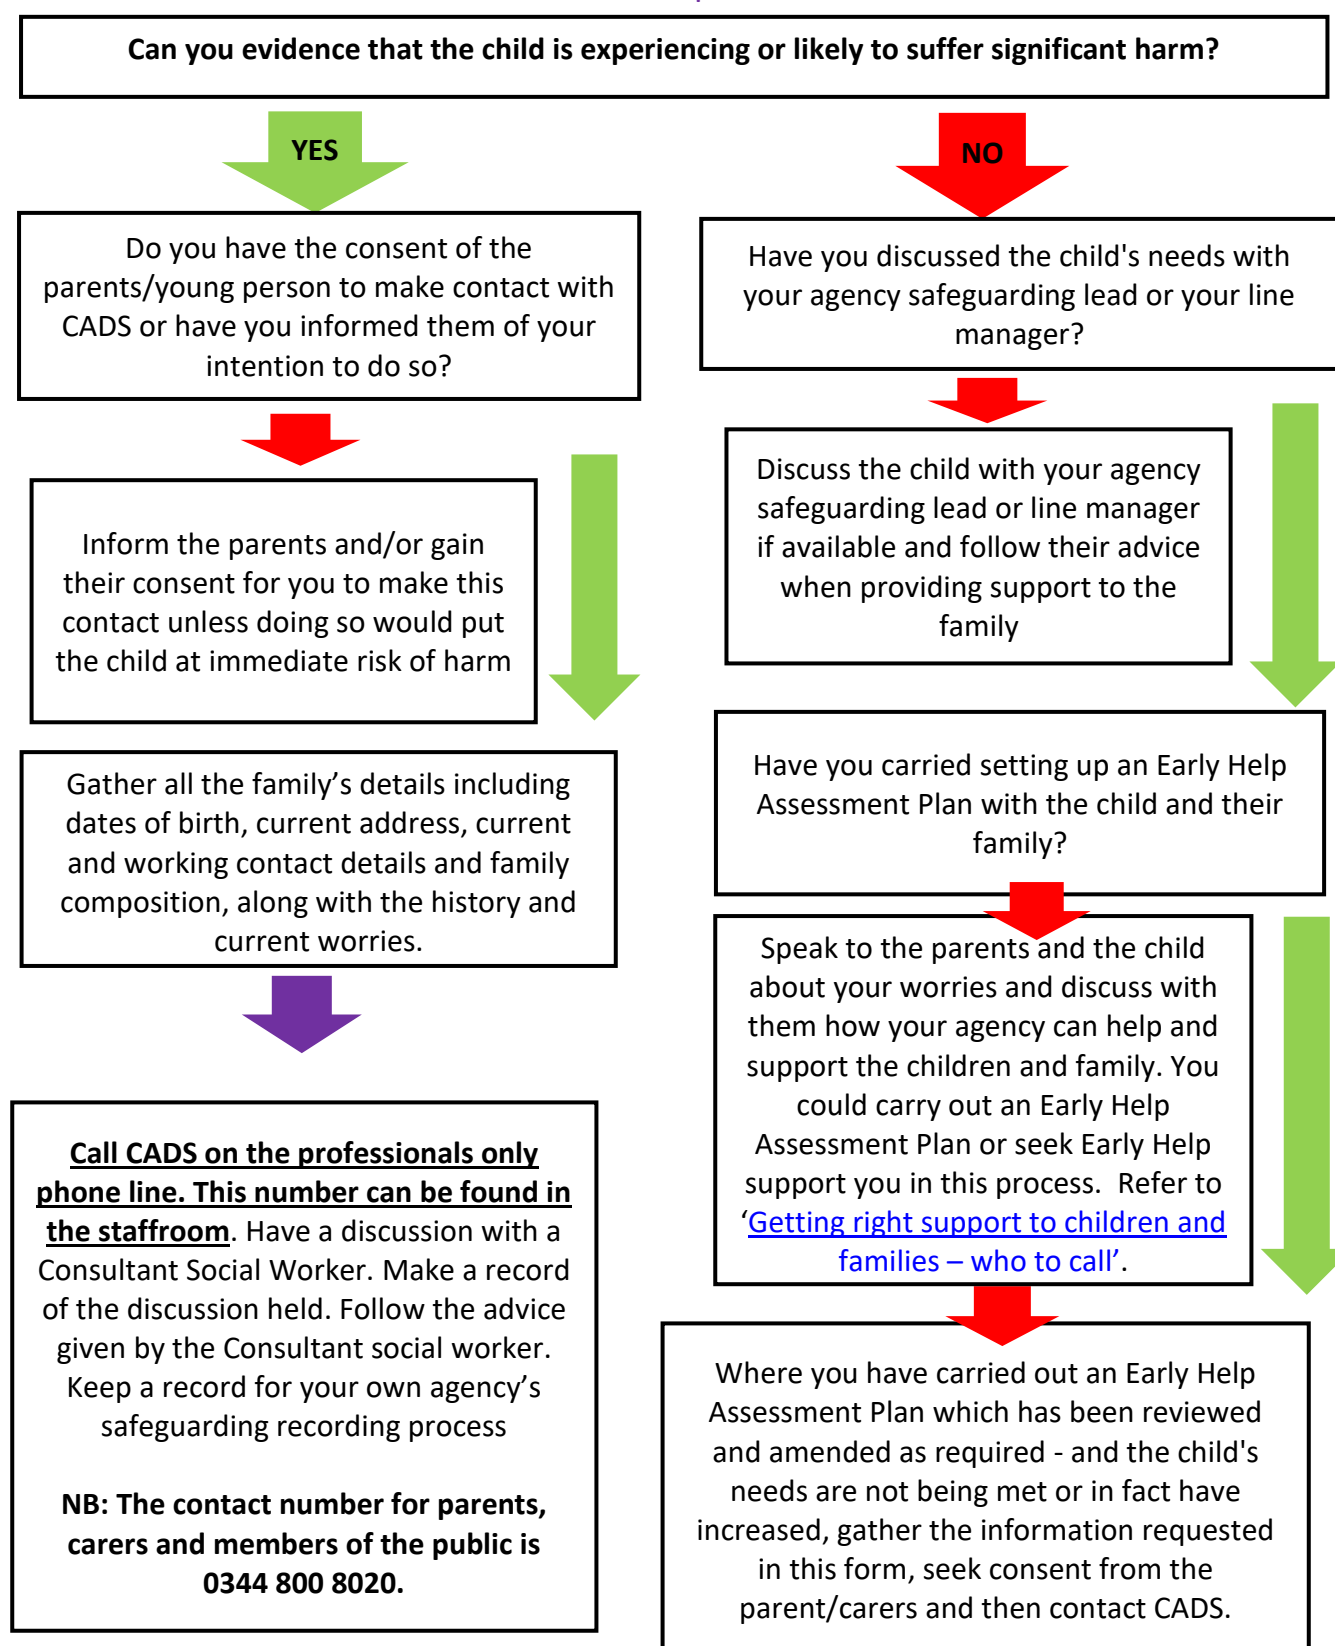 Can you evidence that the child is experiencing or likely to suffer significant harm?
YES
NO
Do you have the consent of the
parents/young person to make contact with
CADS or have you informed them of your
intention to do so?
Inform the parents and/or gain
their consent for you to make this
contact unless doing so would put
the child at immediate risk of harm
Gather all the family’s details including
dates of birth, current address, current
and working contact details and family
composition, along with the history and
current worries.
Call CADS on the professionals only
phone line. This number can be found in
the staffroom. Have a discussion with a
Consultant Social Worker. Make a record
of the discussion held. Follow the advice
given by the Consultant social worker.
Keep a record for your own agency’s
safeguarding recording process
NB: The contact number for parents,
carers and members of the public is
0344 800 8020.
Have you discussed the child's needs with
your agency safeguarding lead or your line
manager?
Discuss the child with your agency
safeguarding lead or line manager
if available and follow their advice
when providing support to the
family
Have you carried setting up an Early Help
Assessment Plan with the child and their
family?
Speak to the parents and the child
about your worries and discuss with
them how your agency can help and
support the children and family. You
could carry out an Early Help
Assessment Plan or seek Early Help
support you in this process.  Refer to
‘Getting right support to children and
families – who to call’.
Where you have carried out an Early Help
Assessment Plan which has been reviewed
and amended as required - and the child's
needs are not being met or in fact have
increased, gather the information requested
in this form, seek consent from the
parent/carers and then contact CADS.